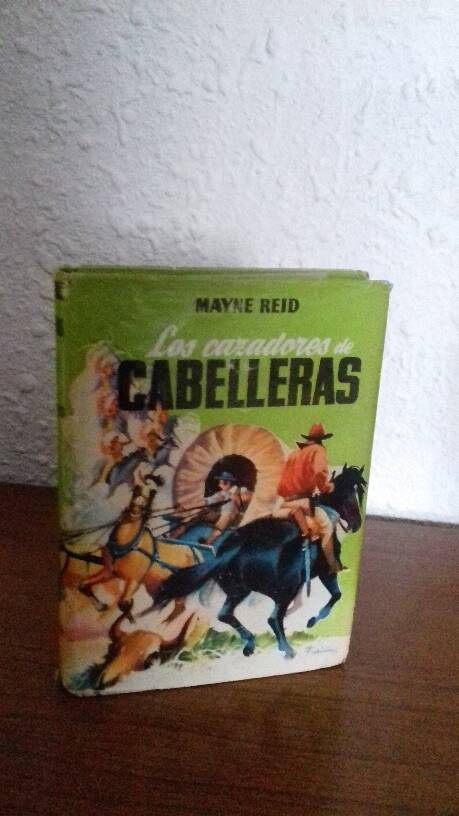 MAYNE REID
Los cazadores de
CABELLERAS